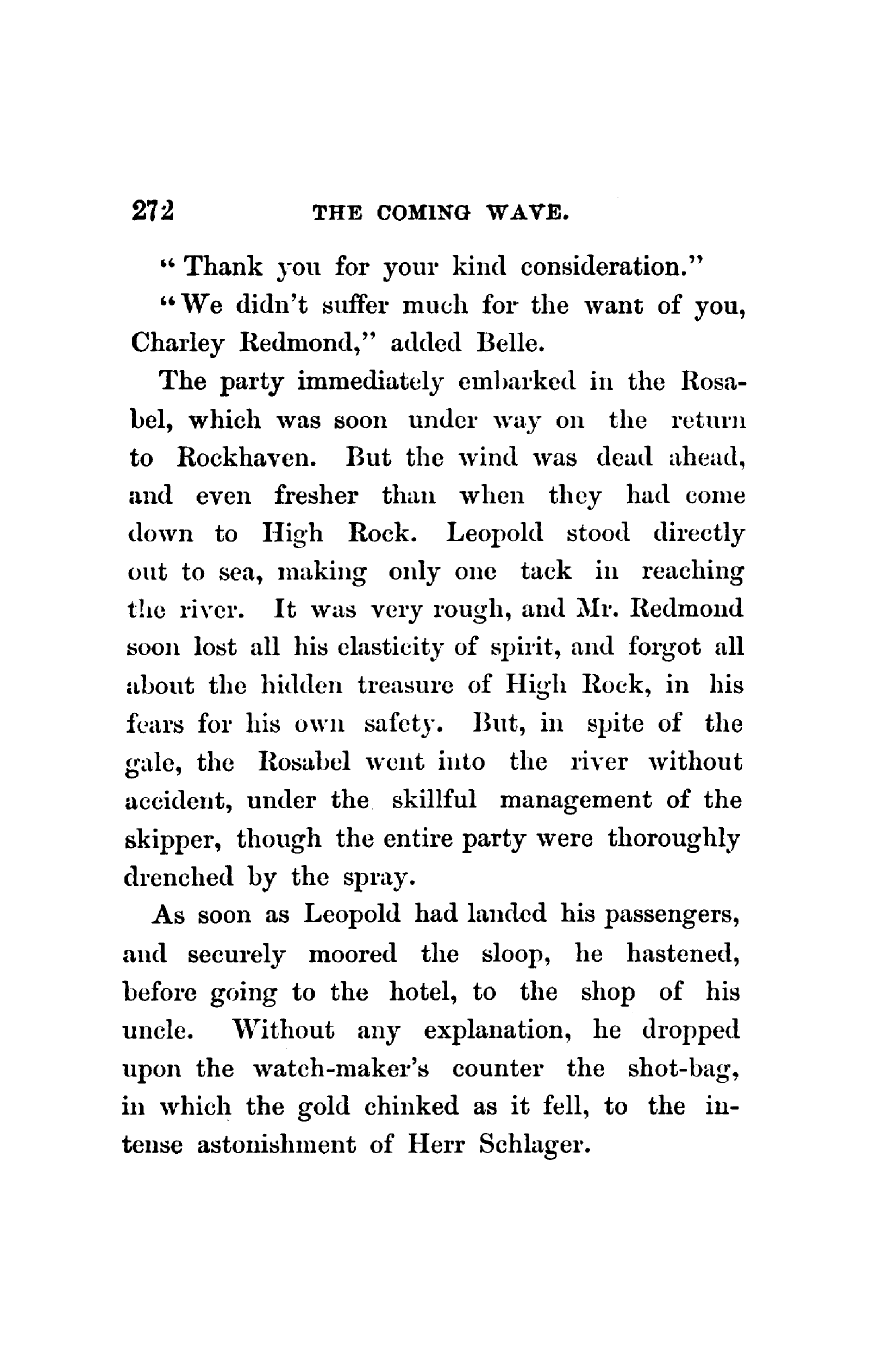 272 THE COMING WAVE.
“Thank you for your kind consideration.”
“We didn’t suffer much for the want of you,
Charley Redmond,” added Belle.
The party immediately embarked in the Rosa-
bel, which was soon under way on the return
to Rockhaven. But the wind was dead ahead,
and even fresher than when they had come
down to High Rock. Leopold stood directly
out to sea, making only one tack in reaching
the river. It was very rough, and Mr. Redmond
soon lost all his elasticity of spirit, and forgot all
about the hidden treasure of High Rock, in his
fears for his own safety. But, in spite of the
gale, the Rosabel went into the river without
accident, under the skillful management of the
skipper, though the entire party were thoroughly
drenched by the spray.
As soon as Leopold had landed his passengers,
and securely moored the sloop, he hastened,
before going to the hotel, to the shop of his
uncle. Without any explanation, he dropped
upon the watch-maker’s counter the shot-bag,
in which the gold chinked as it fell, to the in-
tense astonishment of Herr Schlager.